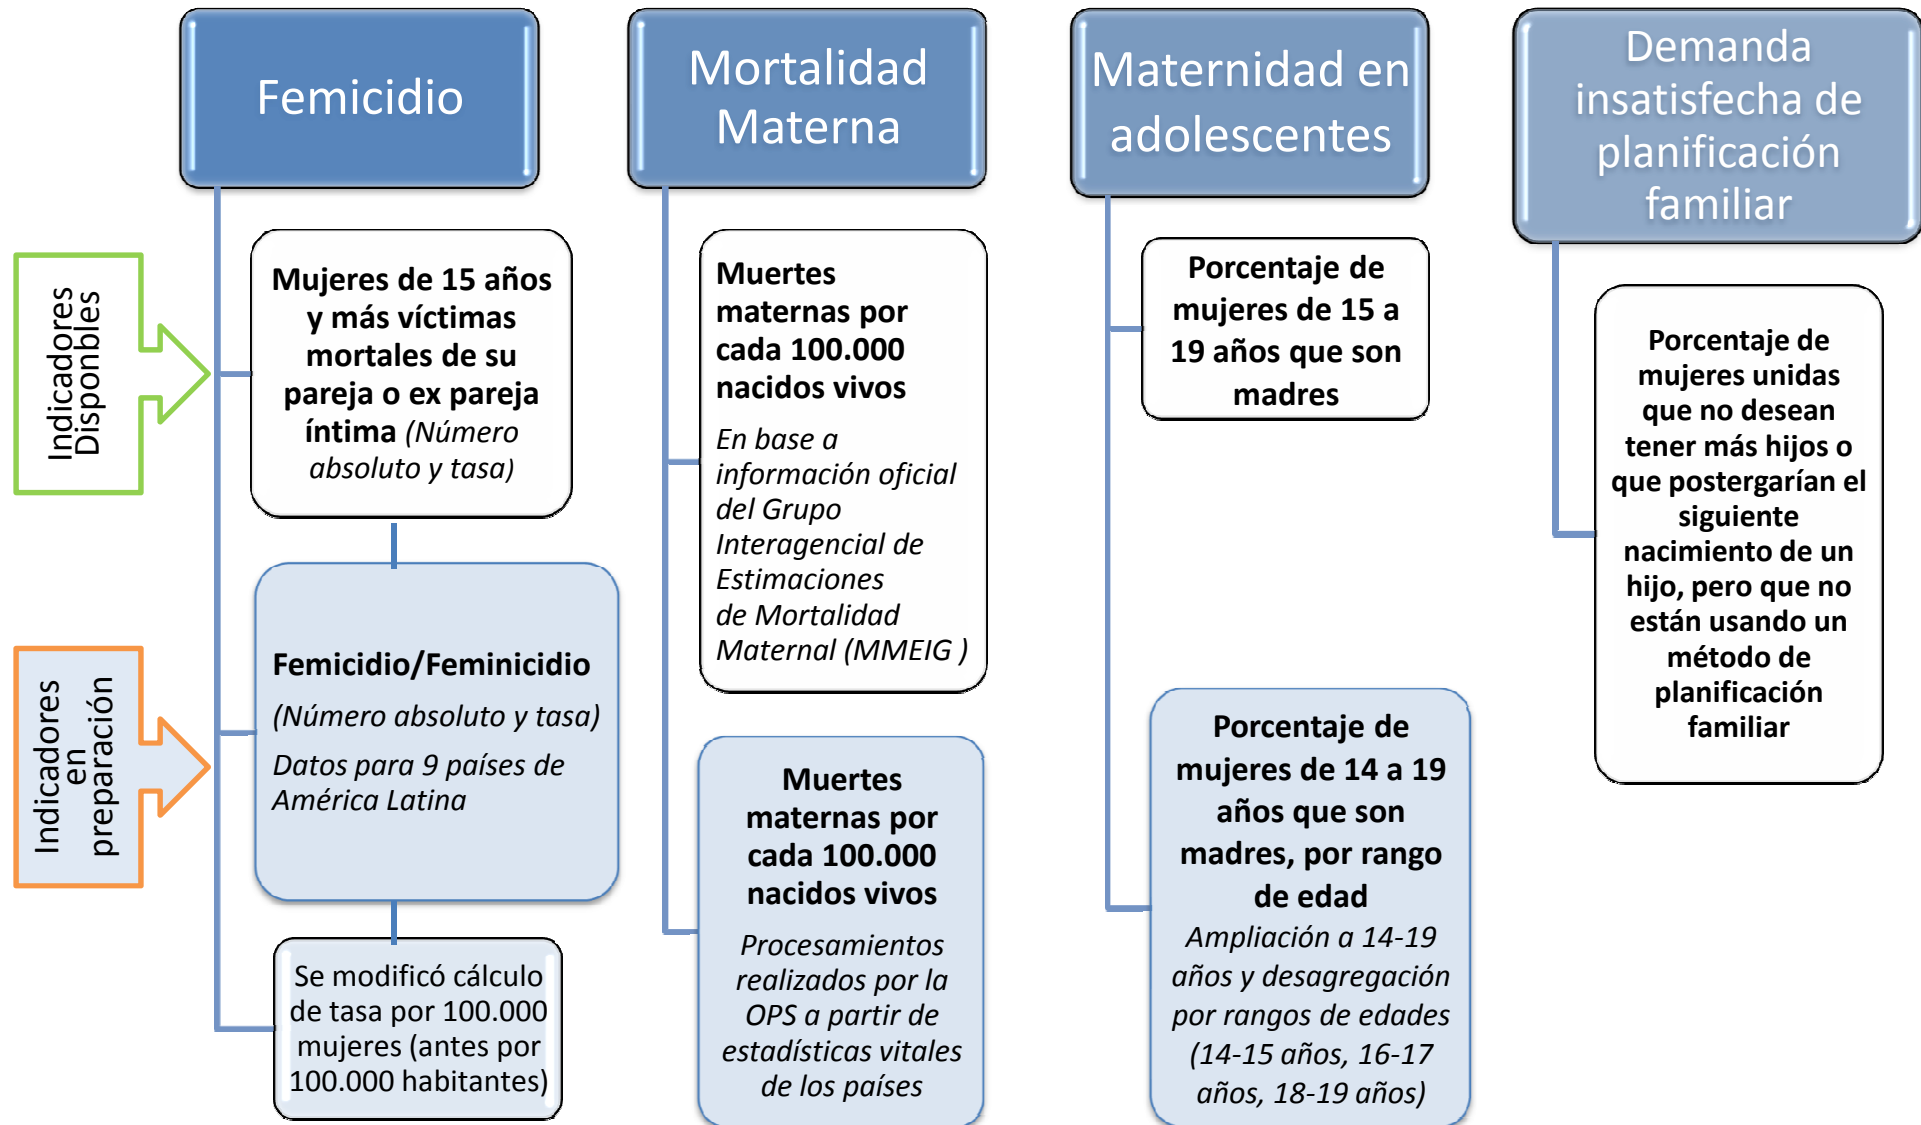 Femicidio
Mortalidad
Materna
Maternidad en
adolescentes
Demanda
insatisfecha de
planificación
familiar
Indicadores
Disponbles
Mujeres de 15 años
y más víctimas
mortales de su
pareja o ex pareja
íntima (Número
absoluto y tasa)
Muertes
maternas por
cada 100.000
nacidos vivos
En base a
información oficial
del Grupo
Interagencial de
Estimaciones
de Mortalidad
Maternal (MMEIG )
Porcentaje de
mujeres de 15 a
19 años que son
madres
Porcentaje de
mujeres unidas
que no desean
tener más hijos o
que postergarían el
siguiente
nacimiento de un
hijo, pero que no
están usando un
método de
planificación
familiar
Indicadores
en
preparación
Femicidio/Feminicidio
(Número absoluto y tasa)
Datos para 9 países de
América Latina
Se modificó cálculo
de tasa por 100.000
mujeres (antes por
100.000 habitantes)
Muertes
maternas por
cada 100.000
nacidos vivos
Procesamientos
realizados por la
OPS a partir de
estadísticas vitales
de los países
Porcentaje de
mujeres de 14 a 19
años que son
madres, por rango
de edad
Ampliación a 14-19
años y desagregación
por rangos de edades
(14-15 años, 16-17
años, 18-19 años)